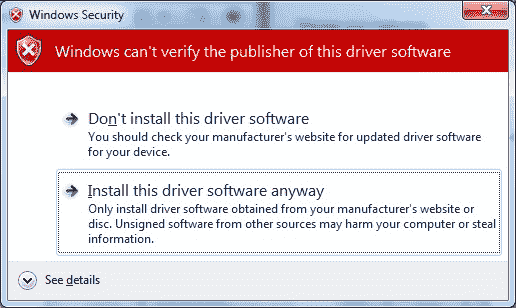 Windows Security
Windows can't verify the publisher of this driver software
Don't install this driver software
You should check your manufacturer's website for updated driver software
for your device.
Install this driver software anyway
Only install driver software obtained from your manufacturer's website or
disc. Unsigned software from other sources may harm your computer or steal
information.
See details